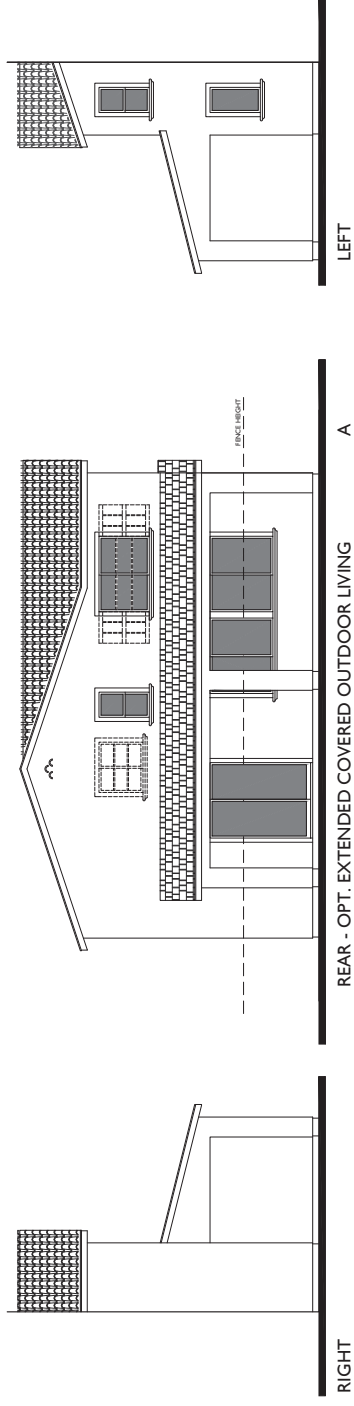 FENCE HEIGHT
RIGHT
REAR - OPT. EXTENDED COVERED OUTDOOR LIVING
A
LEFT